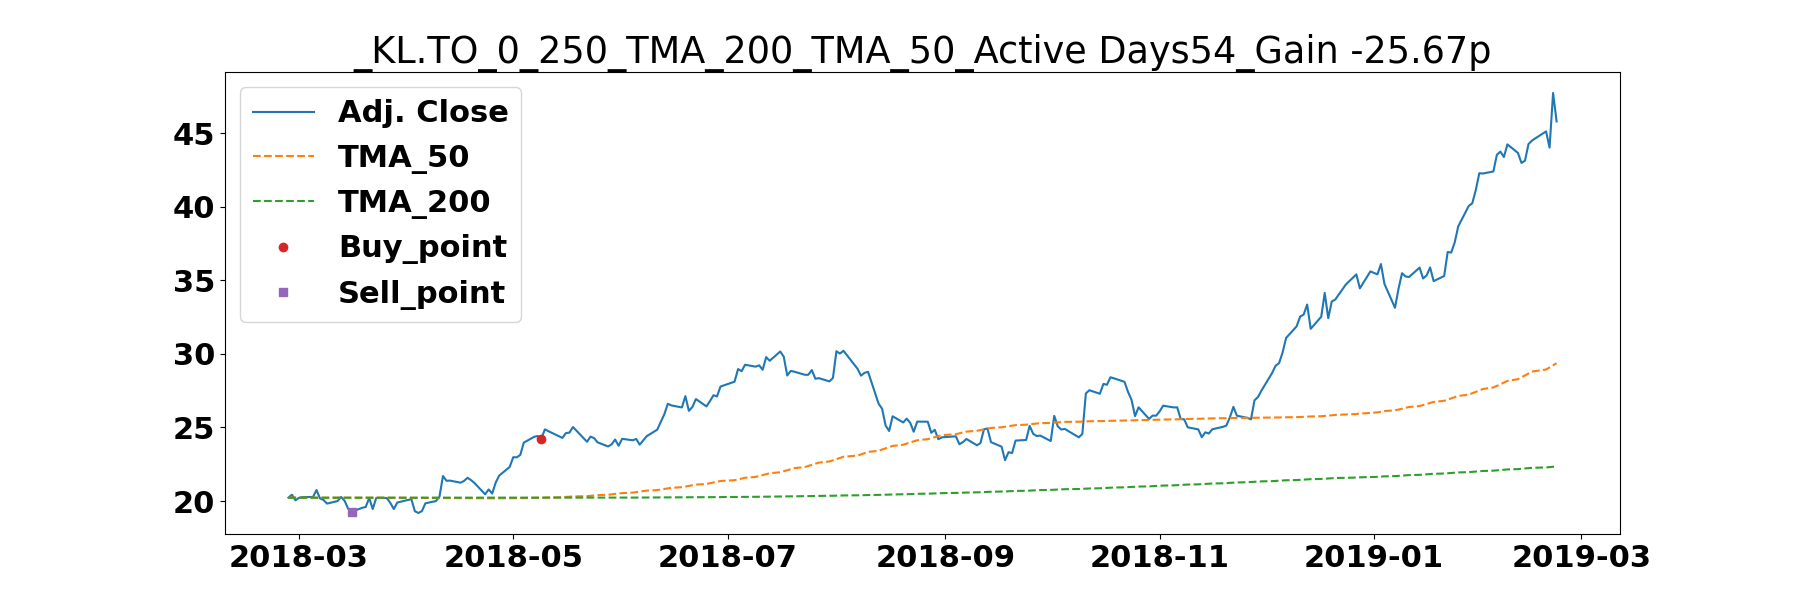 _KL.TO_0_250_TMA_200_TMA_50_Active Days54_Gain -25.67p
Adj. Close
TMA_50
TMA_200
Buy_point
Sell_point
45
40
35
30
25
20
2018-03 2018-05 2018-07 2018-09 2018-11 2019-01 2019-03